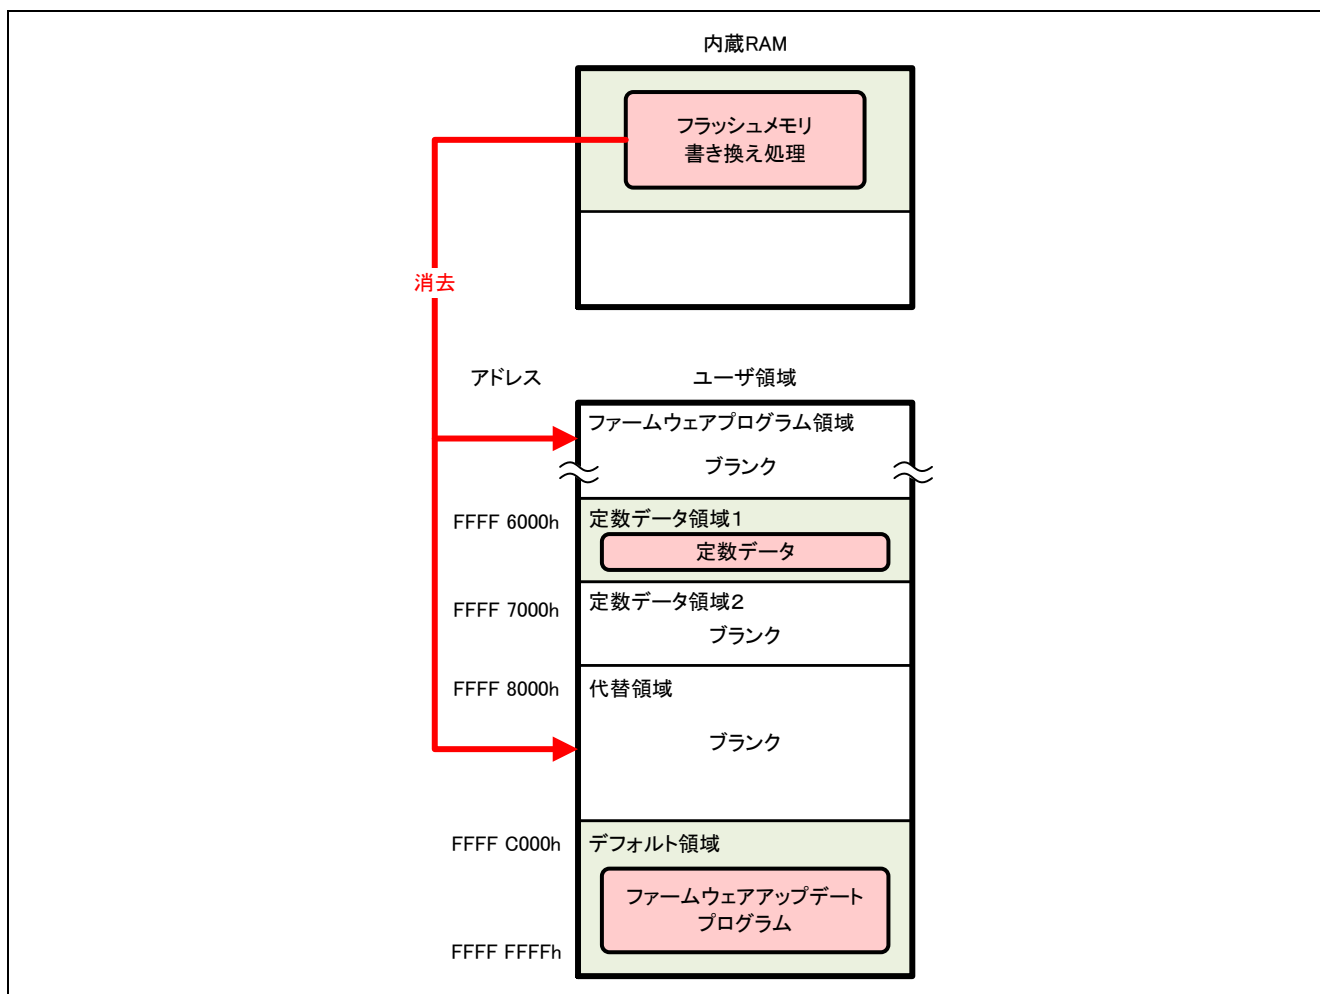 内蔵RAM
フラッシュメモリ
書き換え処理
消去
アドレス
ユーザ領域
ファームウェアプログラム領域
ブランク
FFFF 6000h
定数データ領域1
定数データ
FFFF 7000h
定数データ領域2
ブランク
FFFF 8000h
代替領域
ブランク
FFFF C000h
デフォルト領域
ファームウェアアップデート
プログラム
FFFF FFFFh